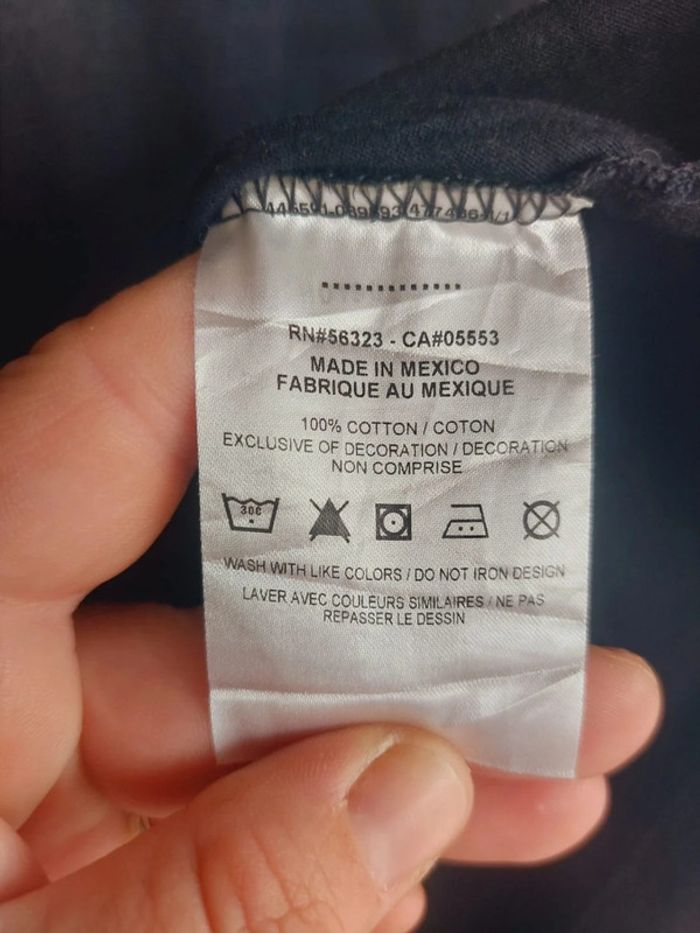 RN#56323 - CA#05553
MADE IN MEXICO
FABRIQUE AU MEXIQUE
100% COTTON / COTON
EXCLUSIVE OF DECORATION / DECORATION
NON COMPRISE
30C
WASH WITH LIKE COLORS / DO NOT IRON DESIGN
LAVER AVEC COULEURS SIMILAIRES / NE PAS
REPASSER LE DESSIN